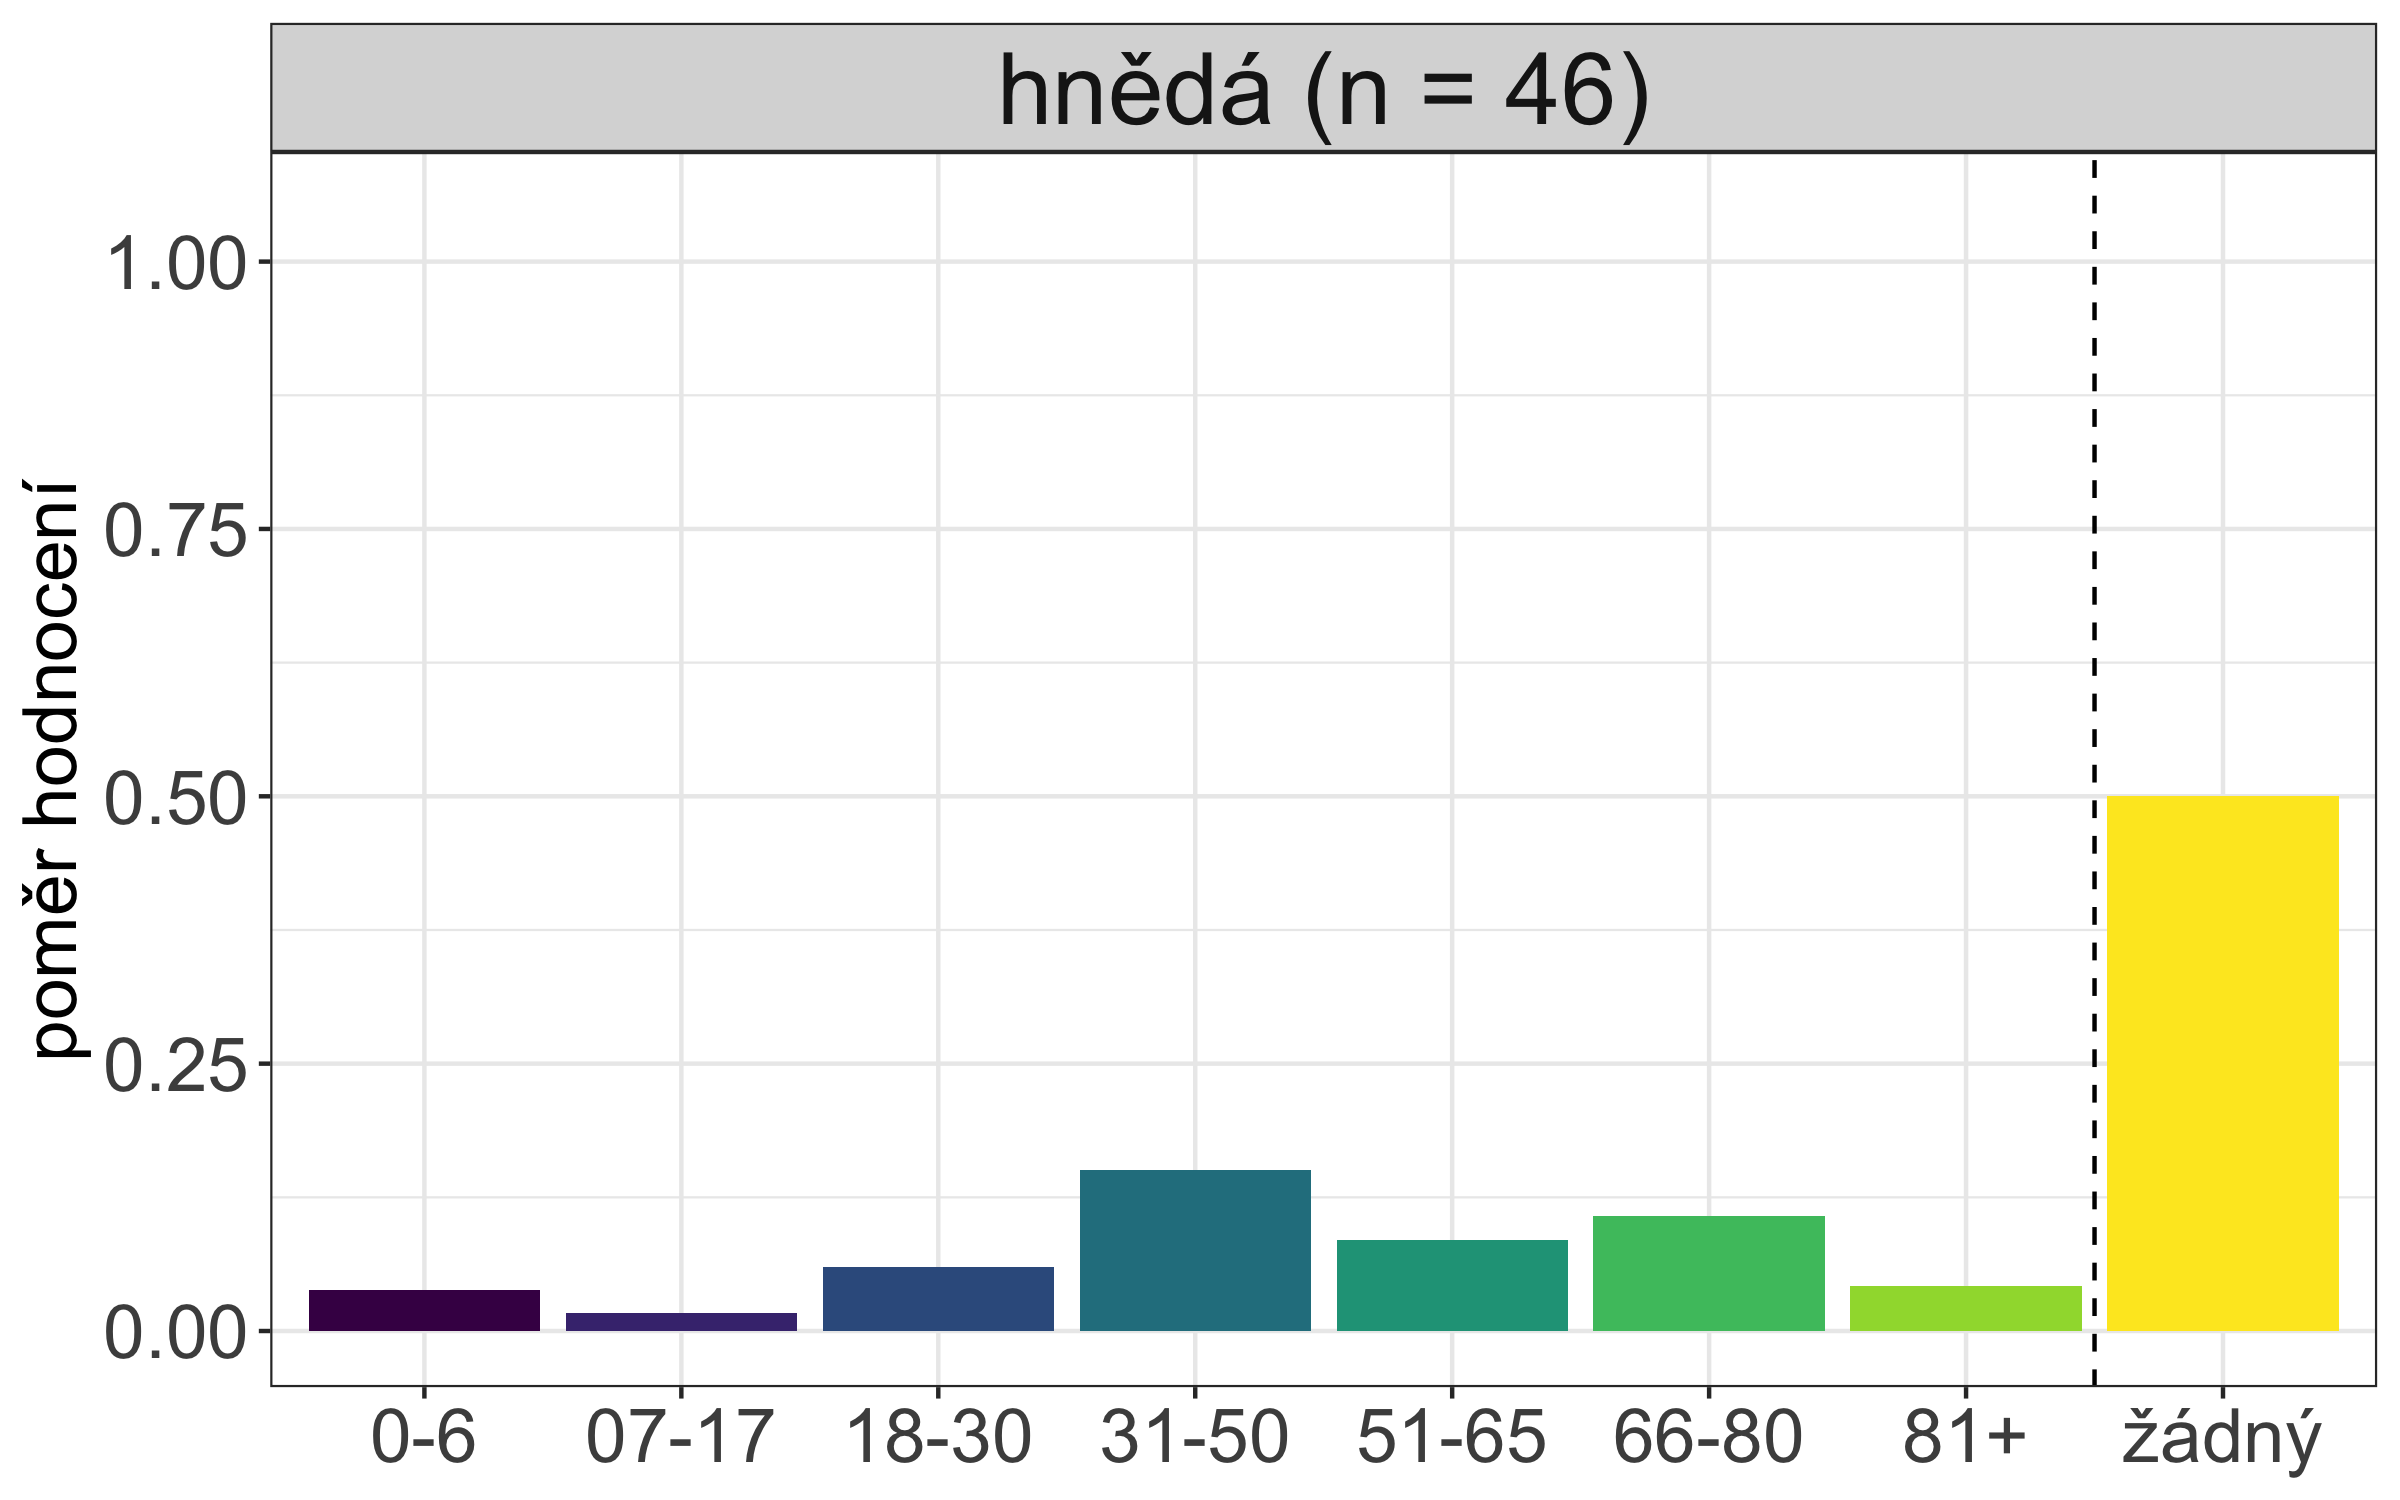 hnědá (n = 46)
poměr hodnocení
1.00
0.75
0.50
0.25
0.00
0-6 07-17 18-30 31-50 51-65 66-80 81+ žádný